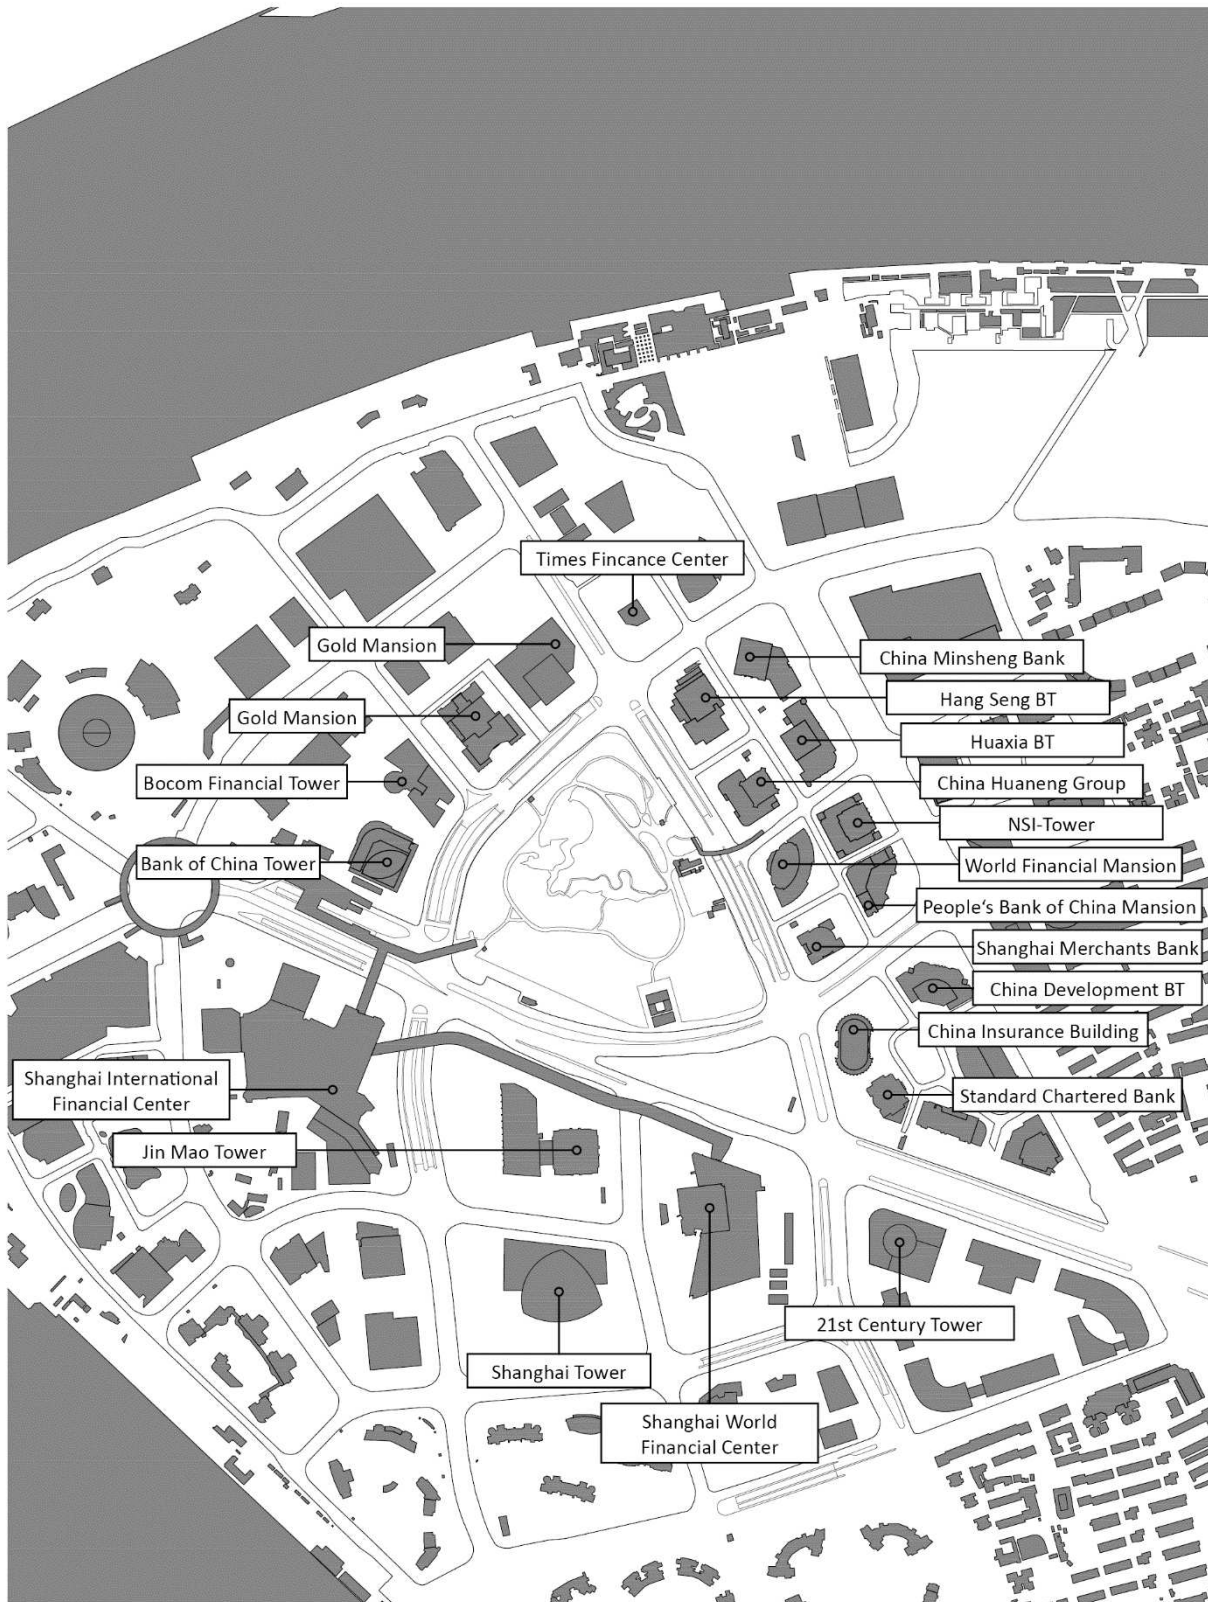 Times Fincance Center
Gold Mansion
China Minsheng Bank
Hang Seng BT
Gold Mansion
Huaxia BT
Bocom Financial Tower
China Huaneng Group
NSI-Tower
Bank of China Tower
World Financial Mansion
People‘s Bank of China Mansion
Shanghai Merchants Bank
China Development BT
China Insurance Building
Shanghai International
Financial Center
Standard Chartered Bank
Jin Mao Tower
21st Century Tower
Shanghai Tower
Shanghai World
Financial Center